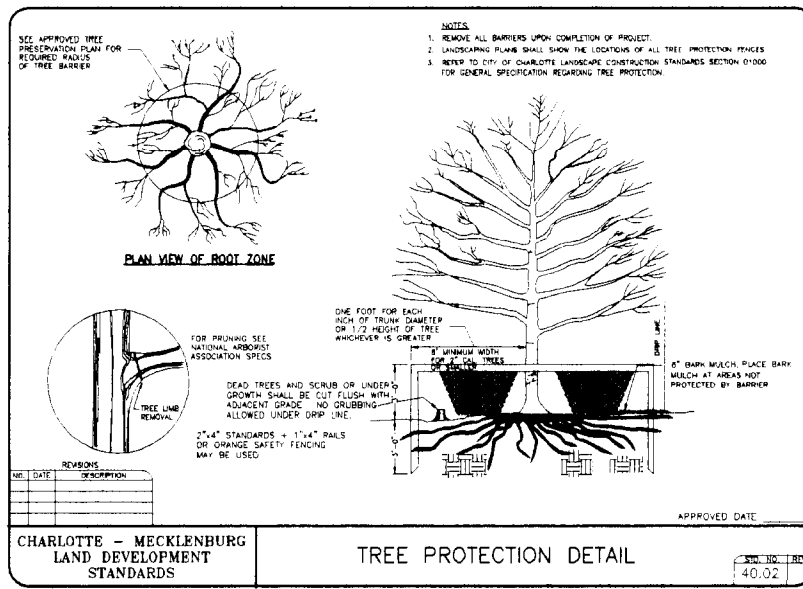 SEE APPROVED TREE
PRESERVATION PLAN FOR
REQUIRED RADIUS
OF TREE BARRIER
PLAN VIEW OF ROOT ZONE
NOTES
1. REMOVE ALL BARRIERS UPON COMPLETION OF PROJECT.
2. LANDSCAPING PLANS SHALL SHOW THE LOCATIONS OF ALL TREE PROTECTION FENCES
3. REFER TO CITY OF CHARLOTTE LANDSCAPE CONSTRUCTION STANDARDS SECTION 01000
FOR GENERAL SPECIFICATION REGARDING TREE PROTECTION.
FOR PRUNING SEE
NATIONAL ARBORIST
ASSOCIATION SPECS
TREE LIMB
REMOVAL
ONE FOOT FOR EACH
INCH OF TRUNK DIAMETER
OR 1/2 HEIGHT OF TREE
WHICHEVER IS GREATER
8' MINIMUM WIDTH
FOR 2" CAL TREES
OR SMALLER
DRIP LINE
6" BARK MULCH, PLACE BARK
MULCH AT AREAS NOT
PROTECTED BY BARRIER
DEAD TREES AND SCRUB OR UNDER
GROWTH SHALL BE CUT FLUSH WITH
ADJACENT GRADE NO GRUBBING
ALLOWED UNDER DRIP LINE.
2"x4" STANDARDS + 1"x4" RAILS
OR ORANGE SAFETY FENCING
MAY BE USED
REVISIONS
NO. DATE DESCRIPTION
APPROVED DATE
CHARLOTTE – MECKLENBURG
LAND DEVELOPMENT
STANDARDS
TREE PROTECTION DETAIL
STD. NO. RE
40.02